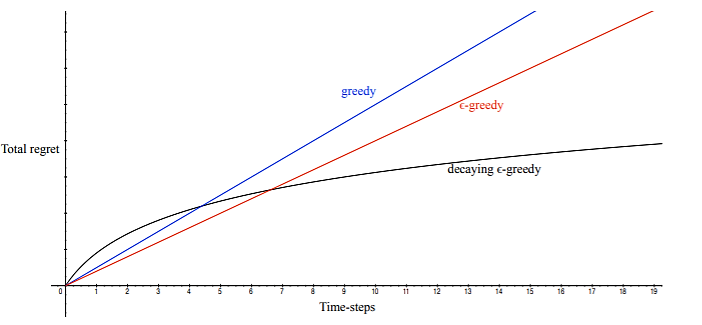 greedy
ϵ-greedy
Total regret
decaying ϵ-greedy
0 1 2 3 4 5 6 7 8 9 10 11 12 13 14 15 16 17 18 19
Time-steps